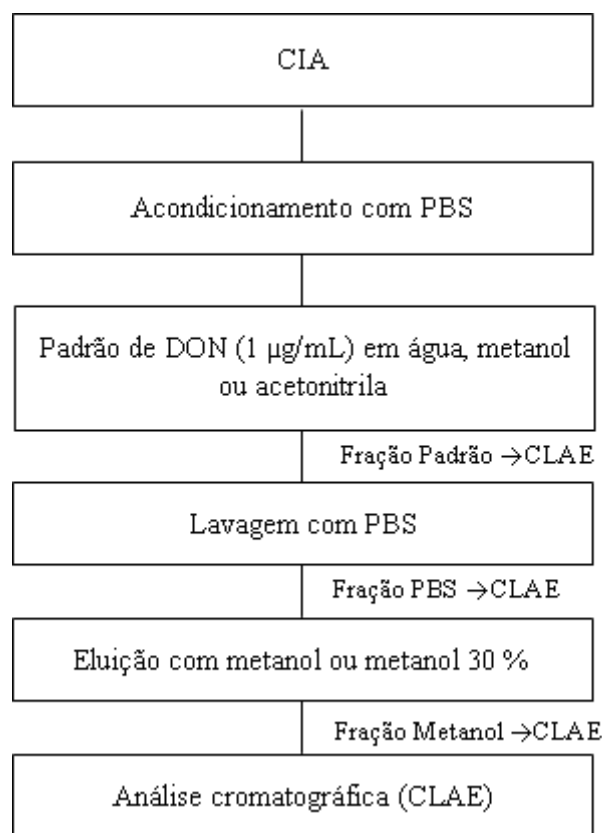 CIA
Acondicionamento com PBS
Padrão de DON (1 μg/mL) em água, metanol
ou acetonitrila
Fração Padrão →CLAE
Lavagem com PBS
Fração PBS →CLAE
Eluição com metanol ou metanol 30 %
Fração Metanol →CLAE
Análise cromatográfica (CLAE)